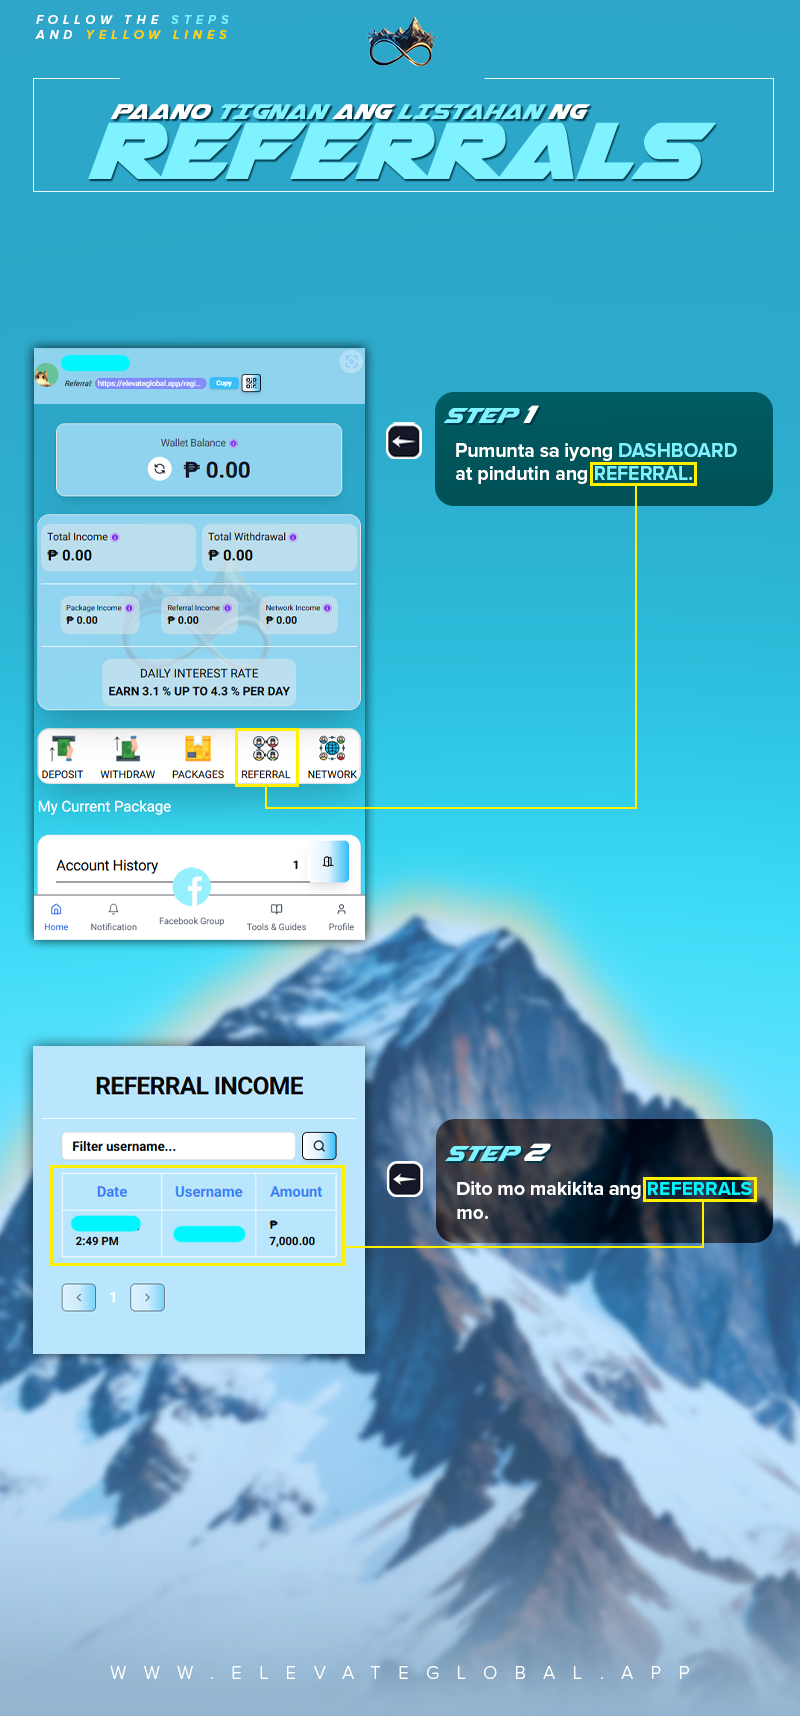 FOLLOW THE STEPS
AND YELLOW LINES
PAANO TIGNAN ANG LISTAHAN NG
REFERRALS
Referral: https://elevateglobal.app/regi... Copy
Wallet Balance
₱ 0.00
Total Income
₱ 0.00
Total Withdrawal
₱ 0.00
Package Income
₱ 0.00
Referral Income
₱ 0.00
Network Income
₱ 0.00
DAILY INTEREST RATE
EARN 3.1 % UP TO 4.3 % PER DAY
DEPOSIT WITHDRAW PACKAGES REFERRAL NETWORK
My Current Package
Account History 1
Home Notification Facebook Group Tools & Guides Profile
STEP 1
Pumunta sa iyong DASHBOARD
at pindutin ang REFERRAL.
REFERRAL INCOME
Filter username...
Date Username Amount
2:49 PM
₱
7,000.00
1
STEP 2
Dito mo makikita ang REFERRALS
mo.
WWW.ELEVATEGLOBAL.APP